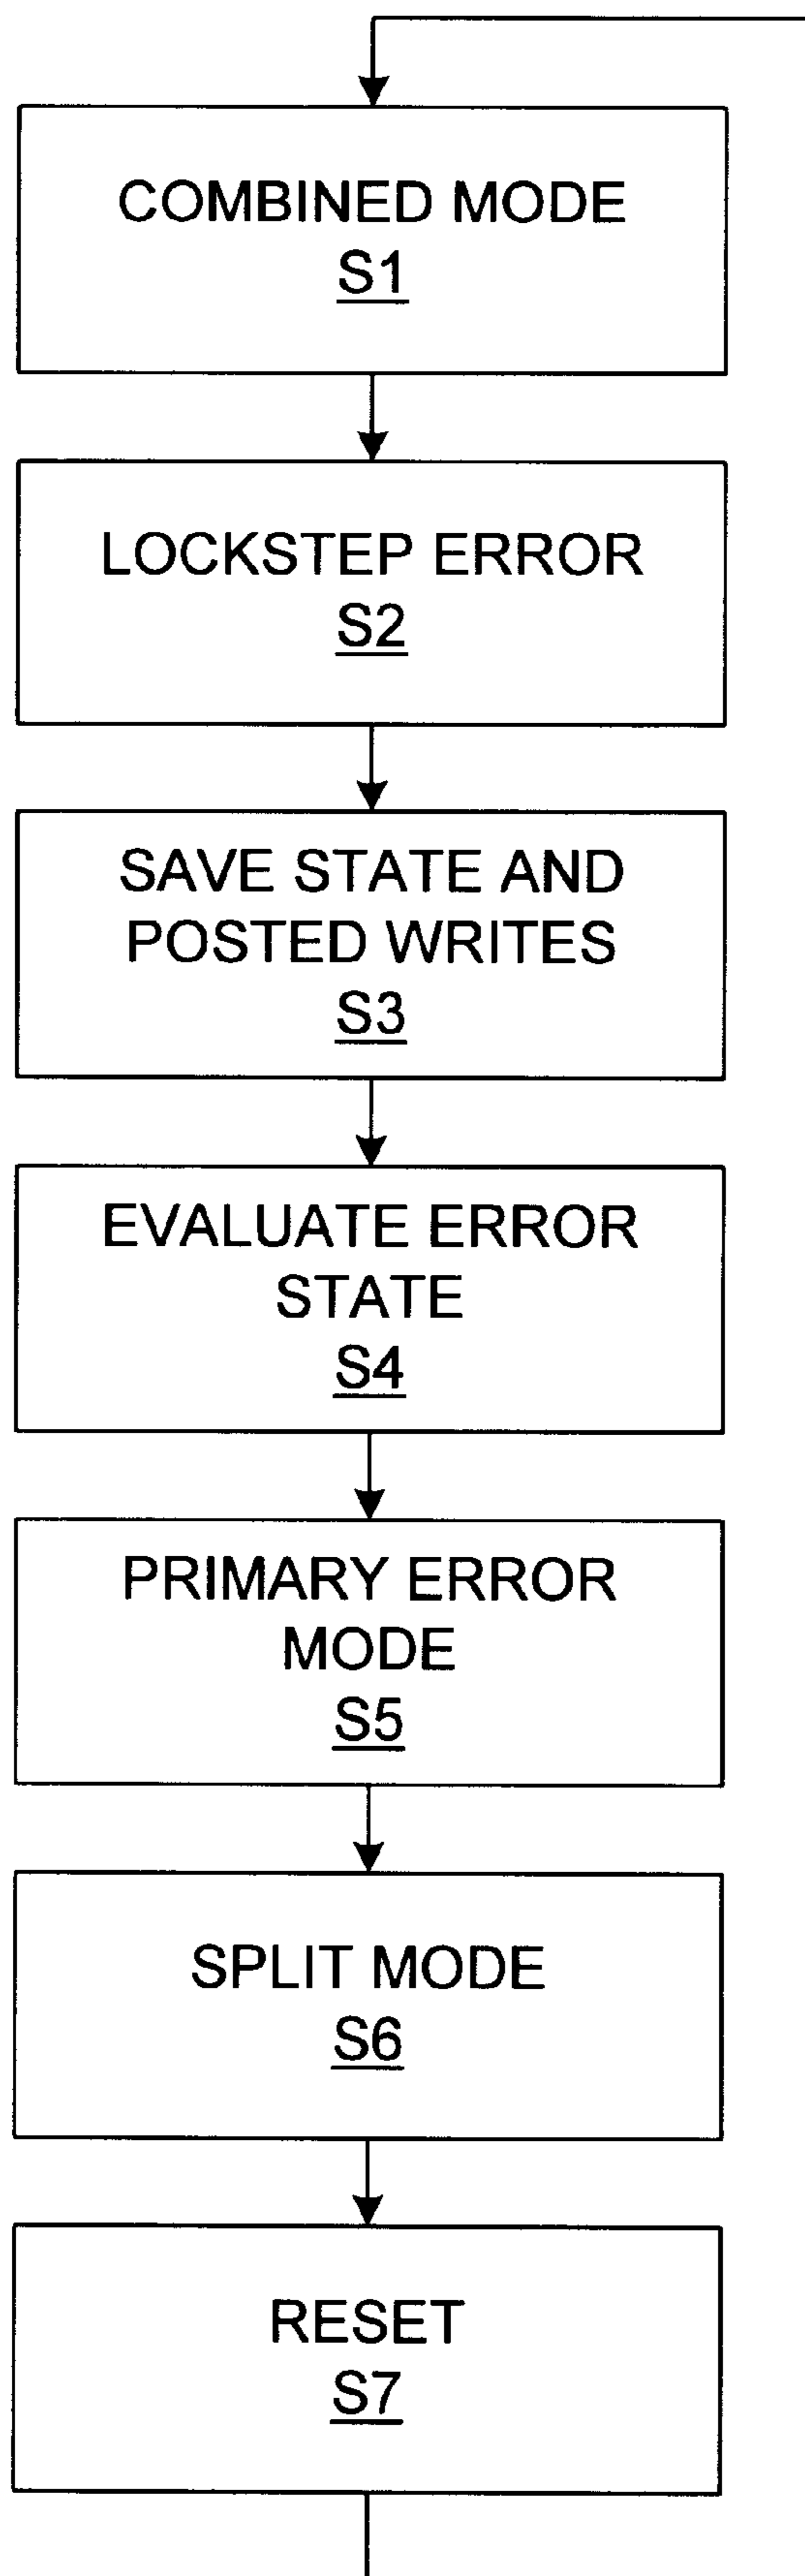 COMBINED MODE
S1
LOCKSTEP ERROR
S2
SAVE STATE AND
POSTED WRITES
S3
EVALUATE ERROR
STATE
S4
PRIMARY ERROR
MODE
S5
SPLIT MODE
S6
RESET
S7